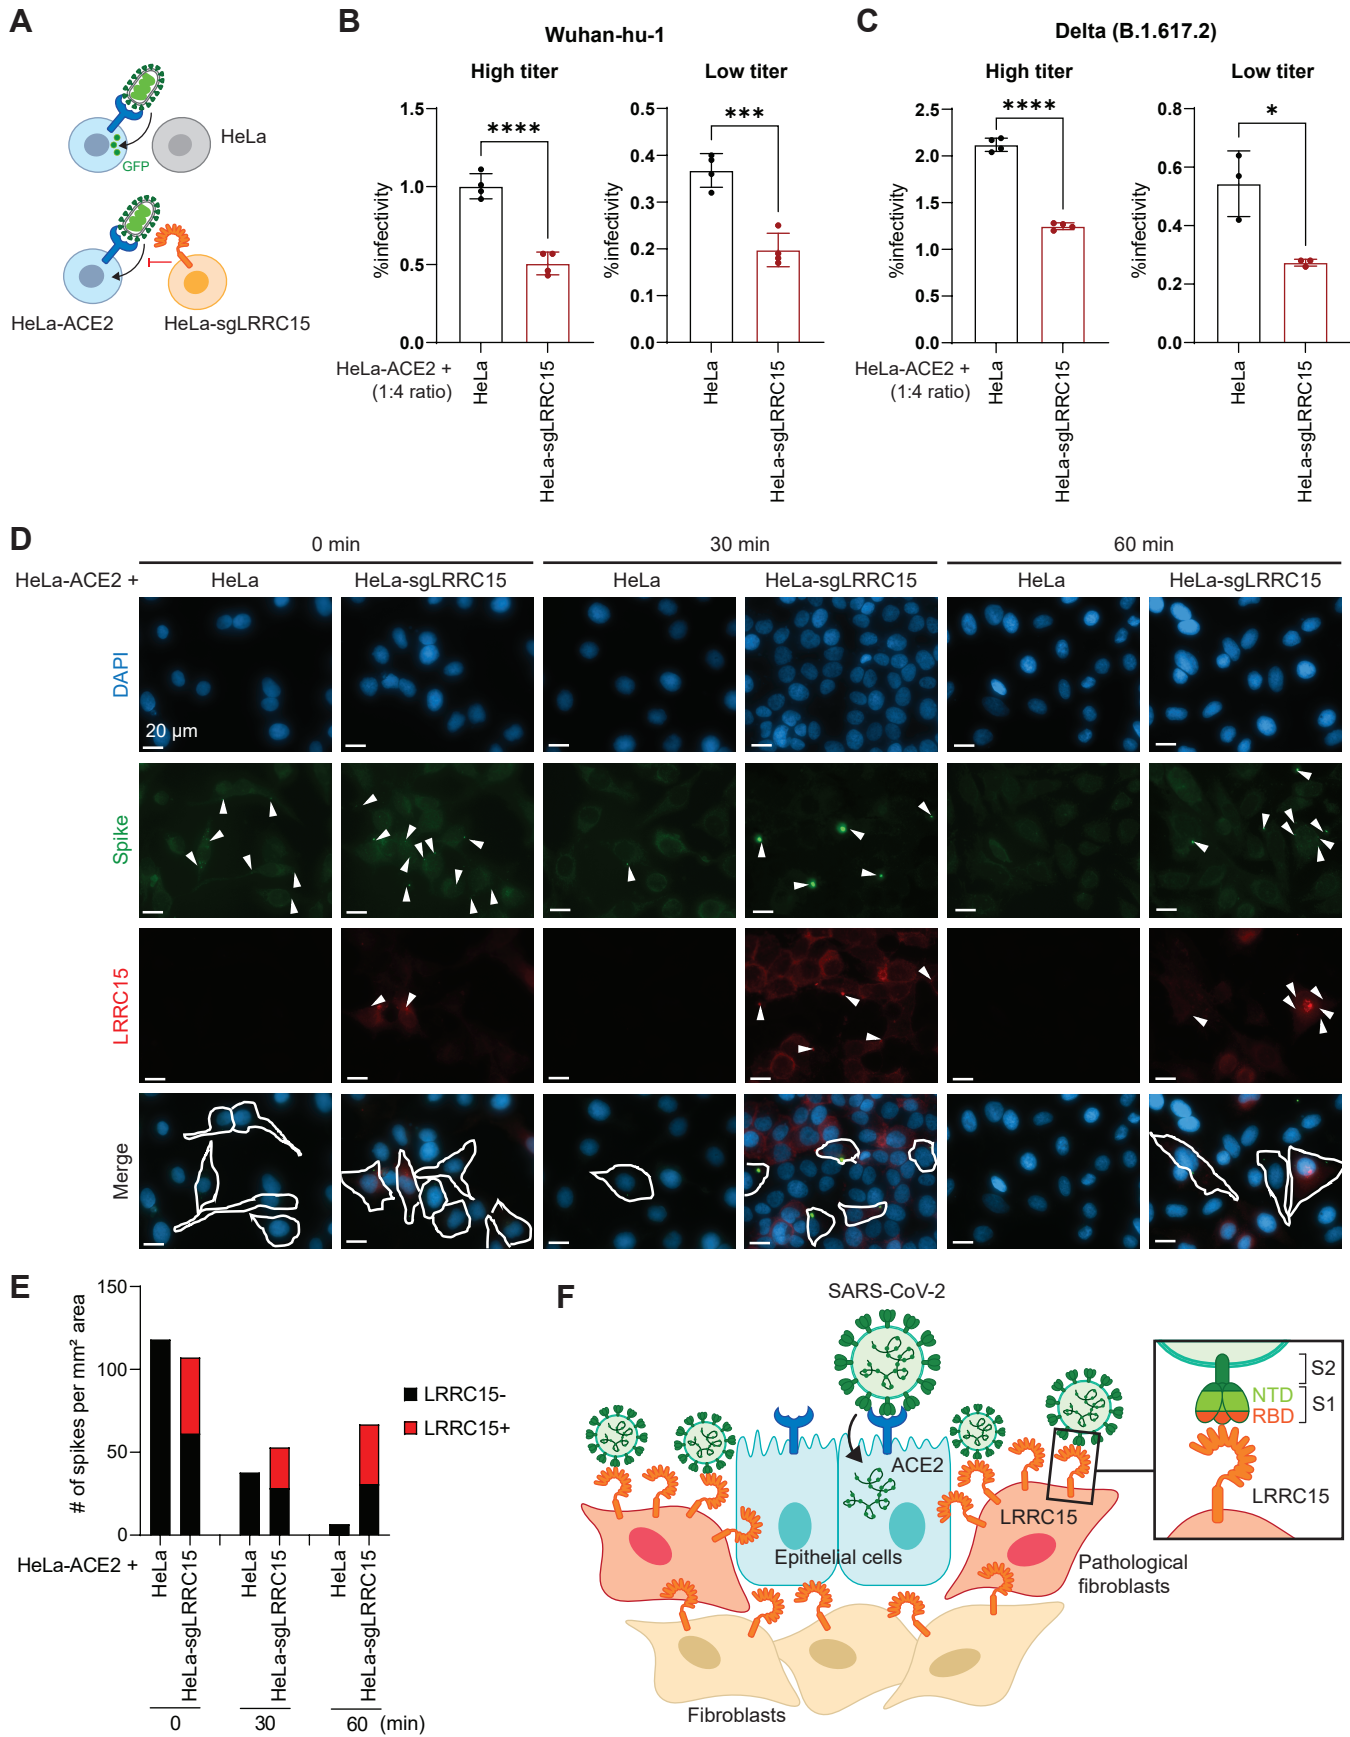 A
HeLa
GFP
HeLa-ACE2
HeLa-sgLRRC15
B
Wuhan-hu-1
High titer
Low titer
%infectivity
1.5
1.0
0.5
0.0
****
%infectivity
0.5
0.4
0.3
0.2
0.1
0.0
***
HeLa-ACE2 +
(1:4 ratio)
HeLa
HeLa-sgLRRC15
HeLa
HeLa-sgLRRC15
C
Delta (B.1.617.2)
High titer
Low titer
%infectivity
2.5
2.0
1.5
1.0
0.5
0.0
****
%infectivity
0.8
0.6
0.4
0.2
0.0
*
HeLa-ACE2 +
(1:4 ratio)
HeLa
HeLa-sgLRRC15
HeLa
HeLa-sgLRRC15
D
0 min
30 min
60 min
HeLa-ACE2 +
HeLa
HeLa-sgLRRC15
HeLa
HeLa-sgLRRC15
HeLa
HeLa-sgLRRC15
DAPI
20 µm
Spike
LRRC15
Merge
E
# of spikes per mm² area
150
100
50
0
LRRC15-
LRRC15+
HeLa-ACE2 +
HeLa
HeLa-sgLRRC15
HeLa
HeLa-sgLRRC15
HeLa
HeLa-sgLRRC15
0
30
60
(min)
F
SARS-CoV-2
ACE2
LRRC15
Epithelial cells
Pathological
fibroblasts
Fibroblasts
S2
NTD
RBD
S1
LRRC15